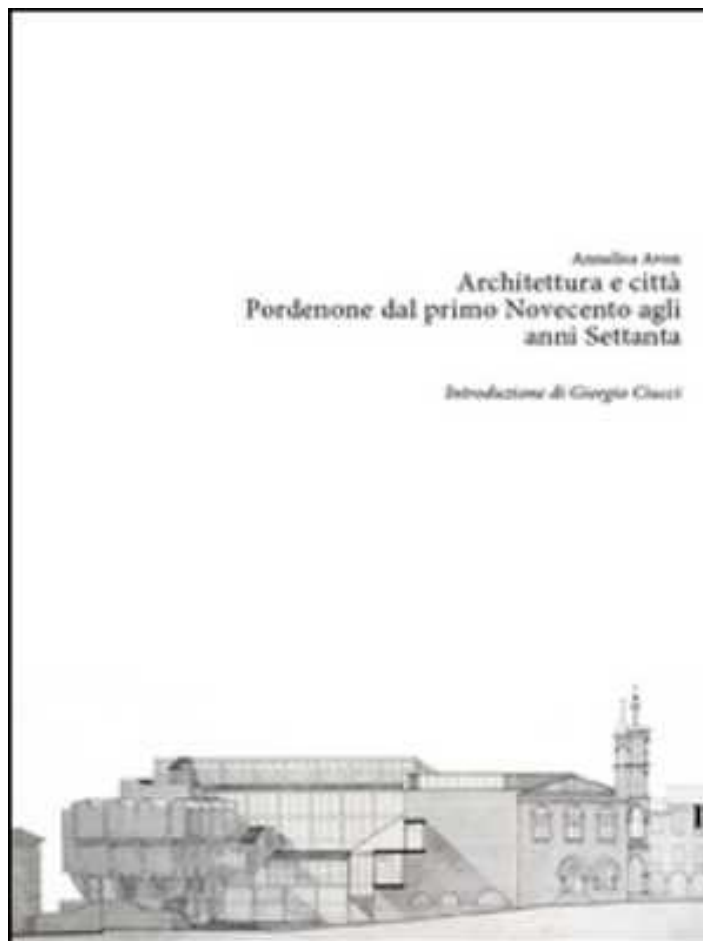 Annalisa Avon
Architettura e città
Pordenone dal primo Novecento agli
anni Settanta
Introduzione di Giorgio Ciucci